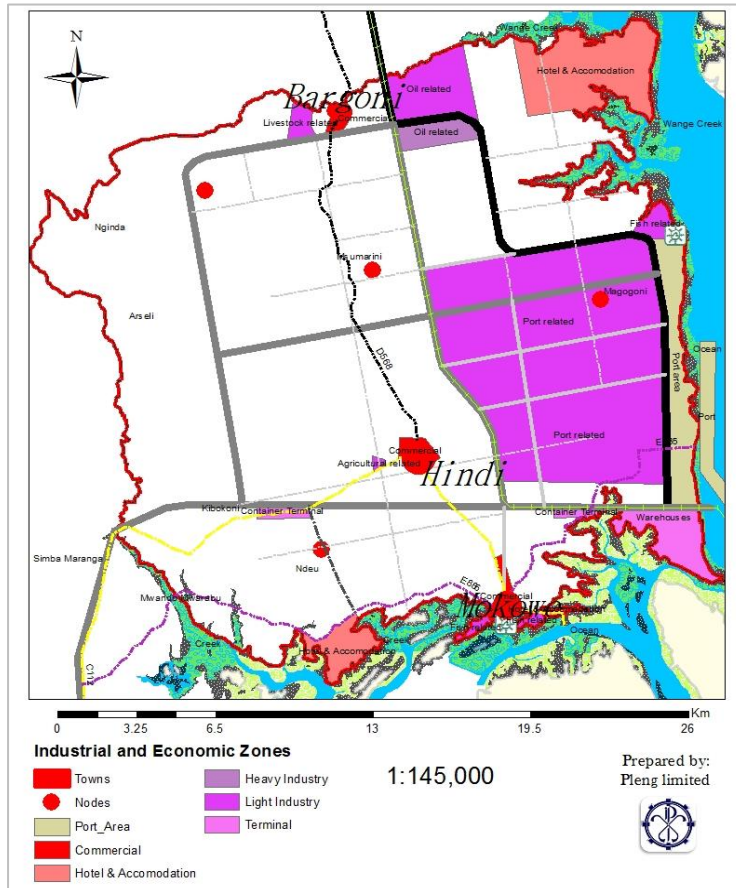 N
Wange Creek
Hotel & Accomodation
Oil related
Bargoni
Commercial
Livestock related
Oil related
Wange Creek
Nginda
Fish related
Magogoni
Arseli
Port related
D568
Ocean
Port area
Port
Commercial
Port related
Agricultural related
Hindi
Kibokoni
Container Terminal
Container Terminal
Warehouses
Simba Maranga
Ndeu
E866
Commercial
Creek
Creek
Ocean
Hotel & Accomodation
C112
0
3.25
6.5
13
19.5
26
Km
Industrial and Economic Zones
Towns
Nodes
Port_Area
Commercial
Hotel & Accomodation
Heavy Industry
Light Industry
Terminal
1:145,000
Prepared by:
Pleng limited